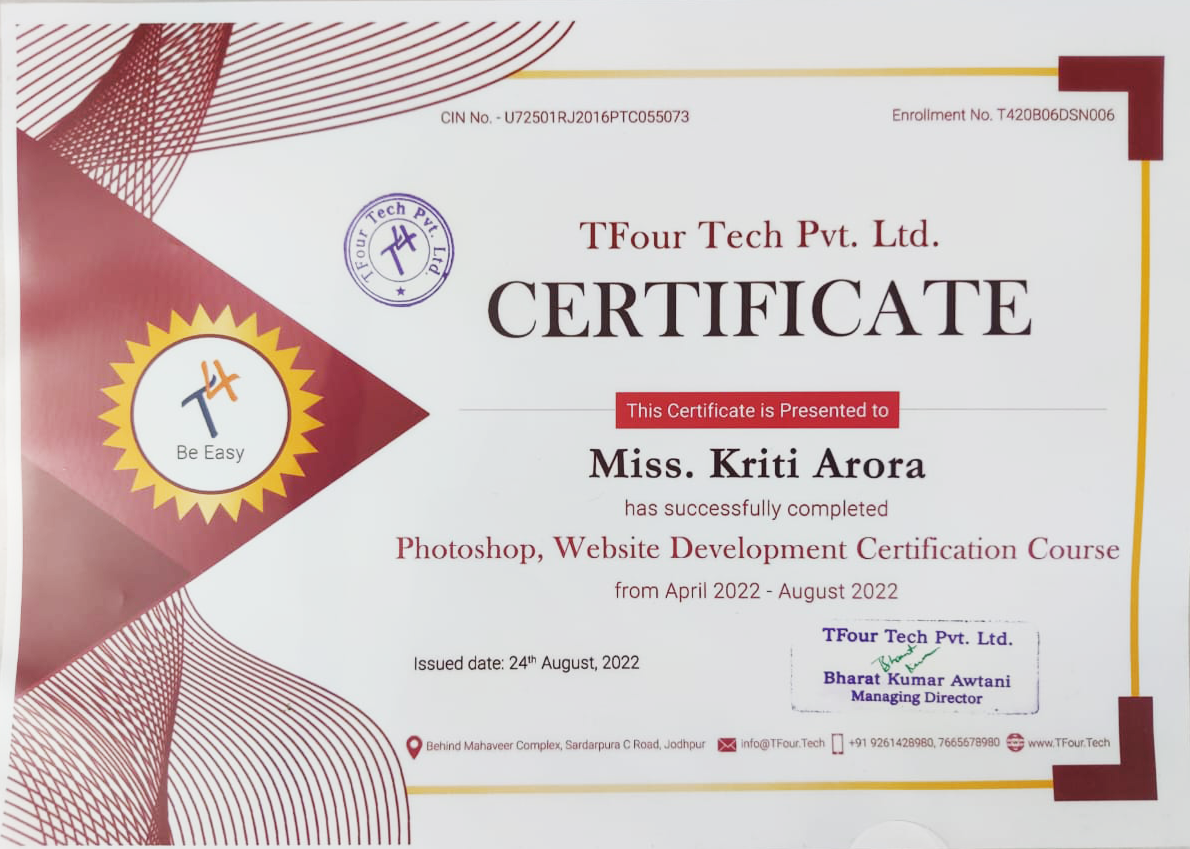 CIN No. - U72501RJ2016PTC055073
Enrollment No. T420B06DSN006
TFour Tech Pvt. Ltd.
T4
TFour Tech Pvt. Ltd.
CERTIFICATE
This Certificate is Presented to
T4
Be Easy
Miss. Kriti Arora
has successfully completed
Photoshop, Website Development Certification Course
from April 2022 - August 2022
TFour Tech Pvt. Ltd.
Bharat Kumar
Bharat Kumar Awtani
Managing Director
Issued date: 24th August, 2022
Behind Mahaveer Complex, Sardarpura C Road, Jodhpur info@TFour.Tech +91 9261428980, 7665678980 www.TFour.Tech